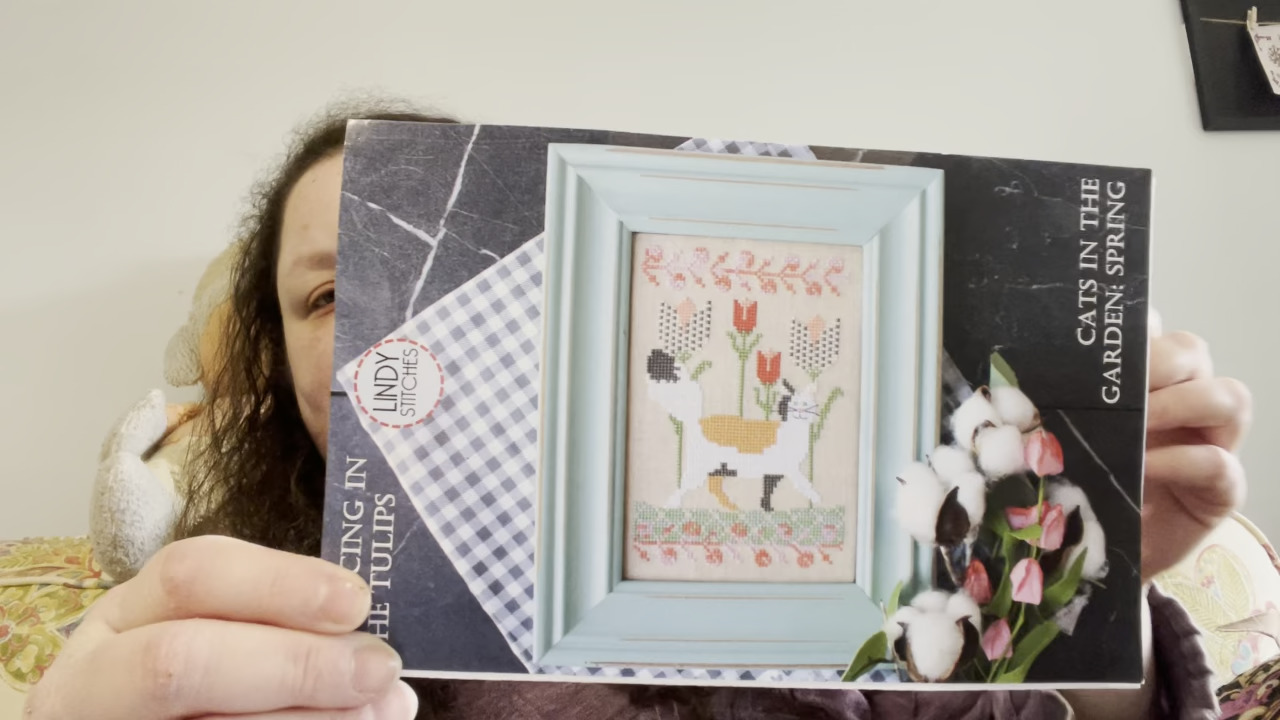 LINDY
STITCHES
CING IN
HE TULIPS
CATS IN THE
GARDEN: SPRING